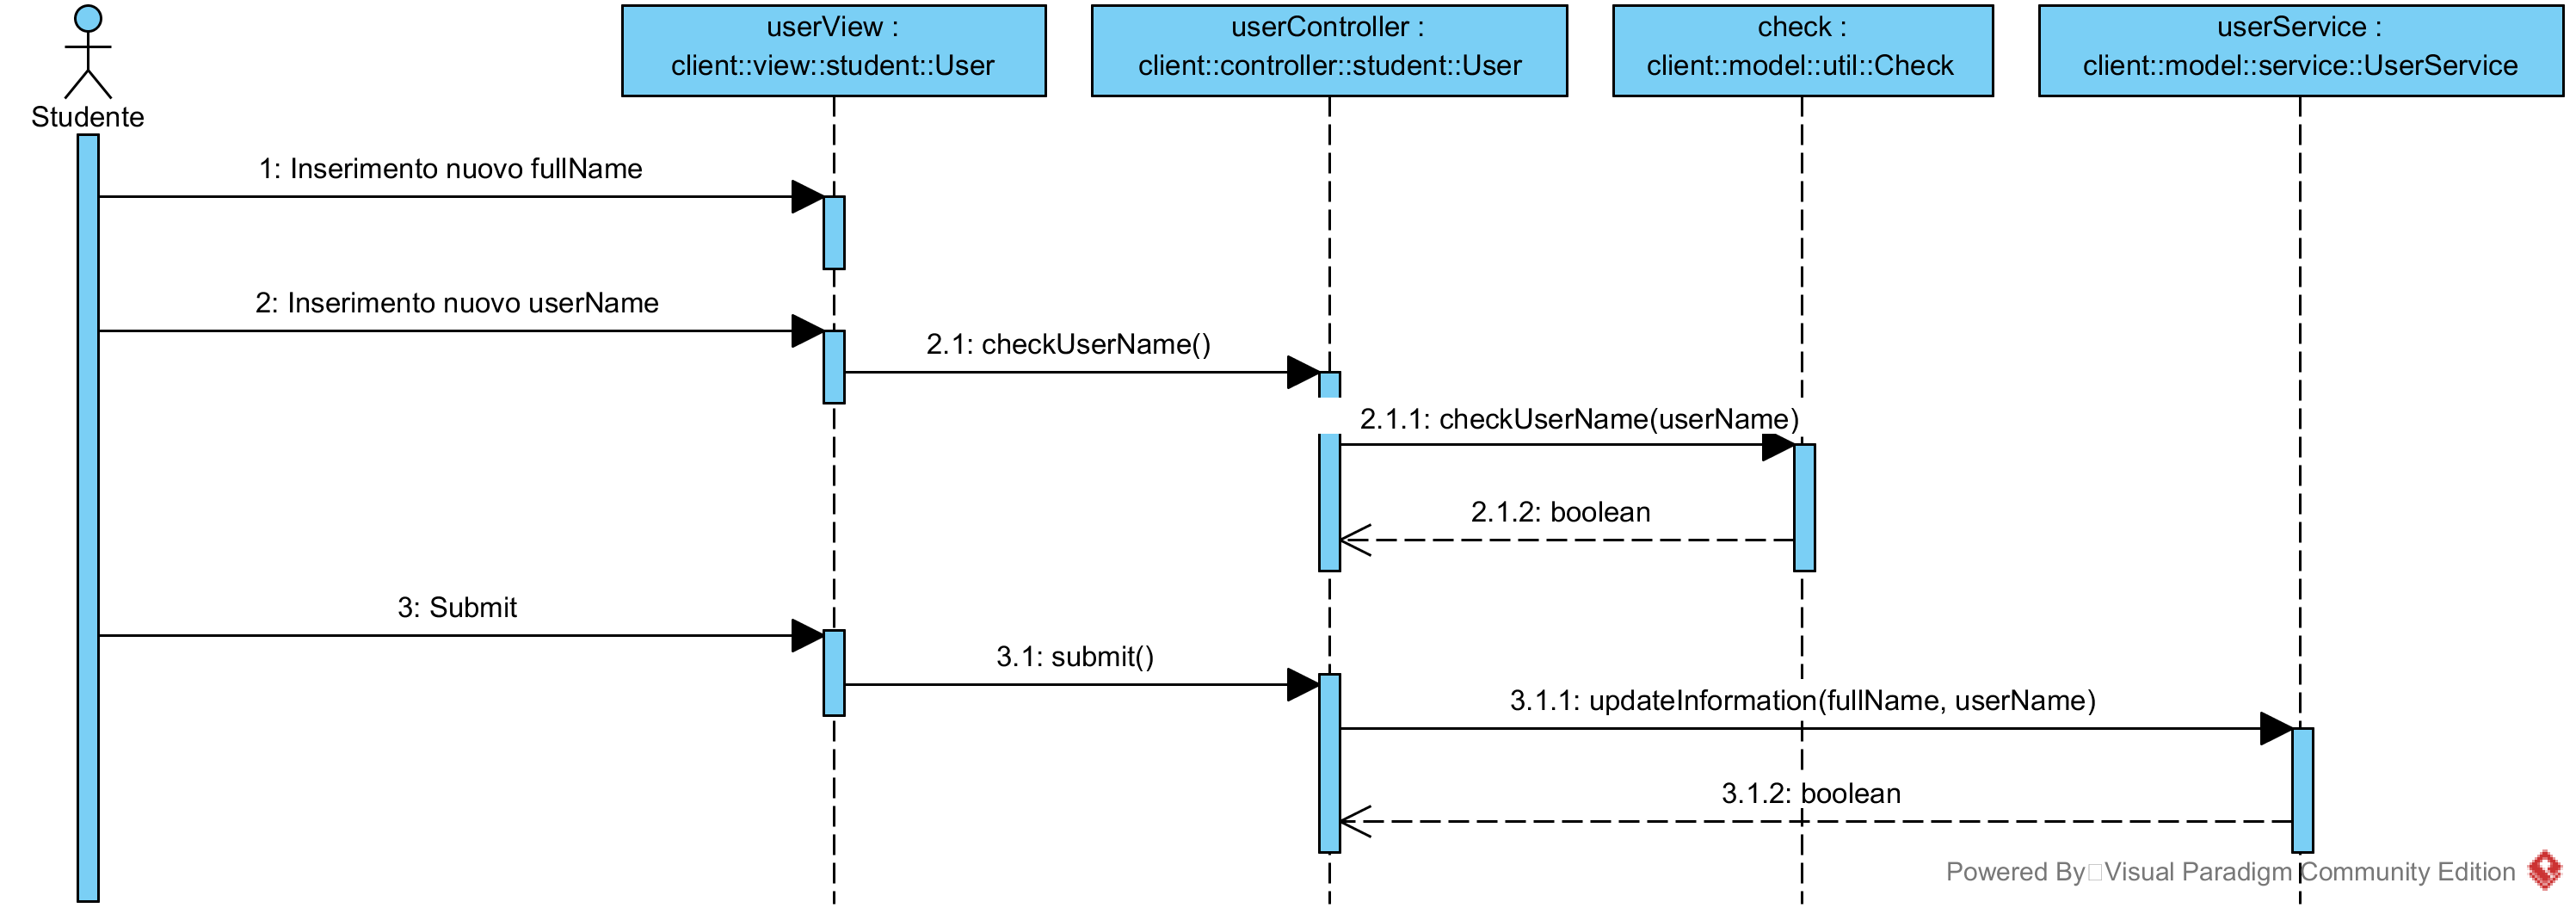 userView :
client::view::student::User
userController :
client::controller::student::User
check :
client::model::util::Check
userService :
client::model::service::UserService
Studente
1: Inserimento nuovo fullName
2: Inserimento nuovo userName
2.1: checkUserName()
2.1.1: checkUserName(userName)
2.1.2: boolean
3: Submit
3.1: submit()
3.1.1: updateInformation(fullName, userName)
3.1.2: boolean
Powered By Visual Paradigm Community Edition